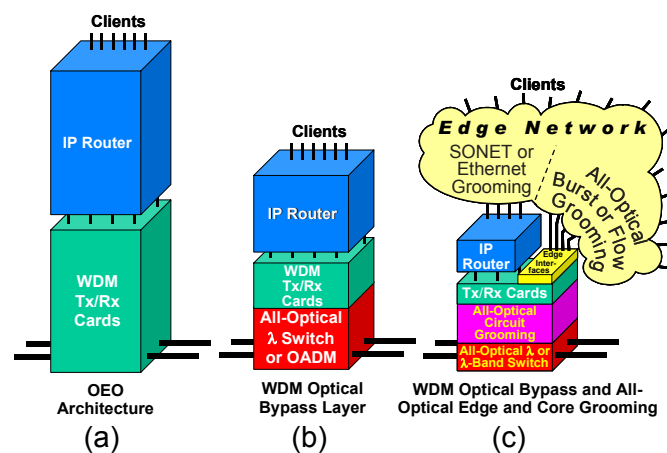 Clients
IP Router
WDM
Tx/Rx
Cards
OEO
Architecture
(a)
Clients
IP Router
WDM
Tx/Rx
Cards
All-Optical
λ Switch
or OADM
WDM Optical
Bypass Layer
(b)
Clients
Edge Network
SONET or
Ethernet
Grooming
All-Optical
Burst or Flow
Grooming
IP
Router
Edge
Inter-
faces
Tx/Rx Cards
All-Optical
Circuit
Grooming
All-Optical λ or
λ-Band Switch
WDM Optical Bypass and All-
Optical Edge and Core Grooming
(c)